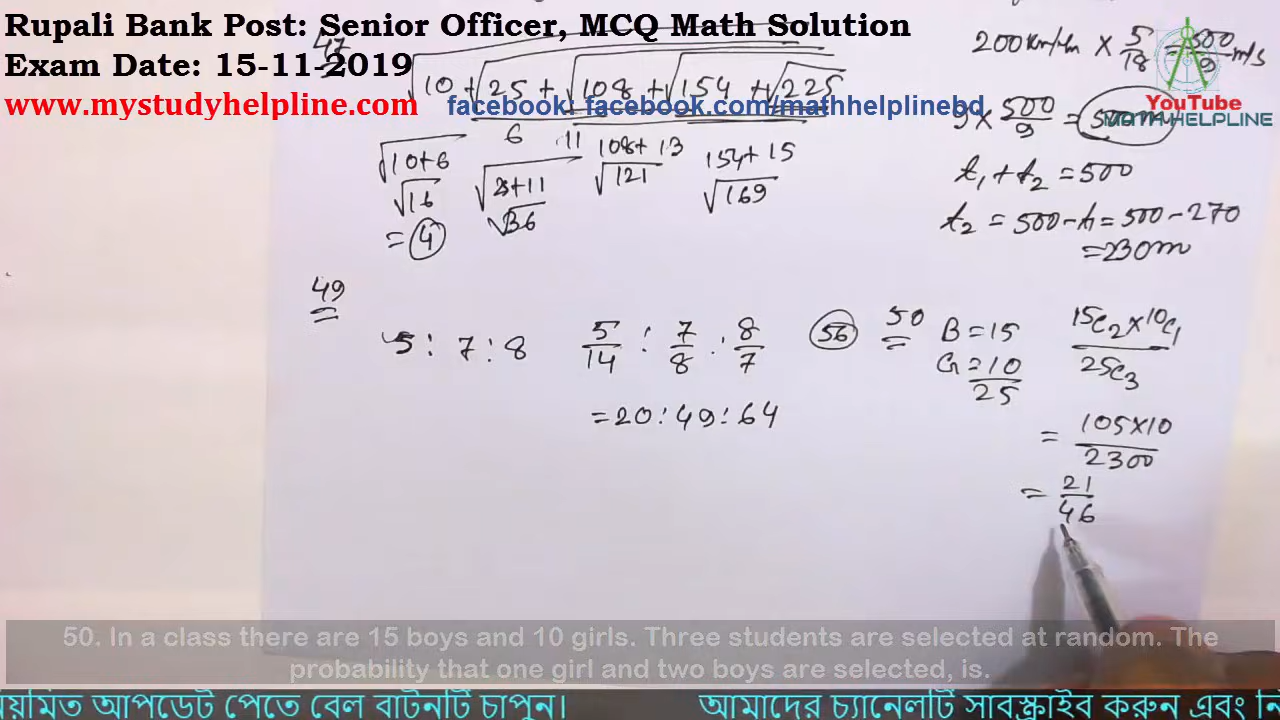 Rupali Bank Post: Senior Officer, MCQ Math Solution
Exam Date: 15-11-2019
www.mystudyhelpline.com
facebook: facebook.com/mathhelplinebd
YouTube
MATH HELPLINE
47
√10 + √25 + √108 + √154 + √225
6 11 108+13 154+15
√10+6 √25+11 √121 √169
√16 √36
= 4
200 km/hr × 5/18 = 500/9 m/s
9 × 500/9 = 500m
t₁ + t₂ = 500
t₂ = 500 - t₁ = 500 - 270
= 230m
49
5 : 7 : 8 5/14 : 7/8 : 8/7 56
= 20 : 49 : 64
50 B = 15 15C₂ × 10C₁ / 25C₃
G = 10
25
= 105×10 / 2300
= 21/46
50. In a class there are 15 boys and 10 girls. Three students are selected at random. The
probability that one girl and two boys are selected, is.
য়মিত আপডেট পেতে বেল বাটনটি চাপুন। আমাদের চ্যানেলটি সাবস্ক্রাইব করুন এবং নি